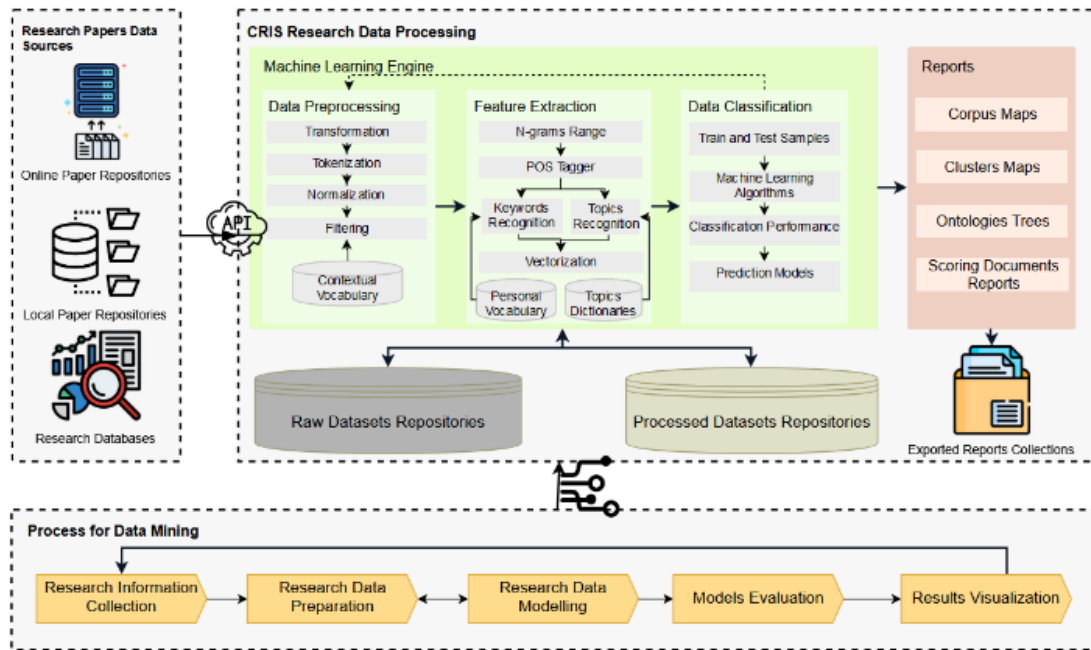 Research Papers Data
Sources
Online Paper Repositories
Local Paper Repositories
Research Databases
API
CRIS Research Data Processing
Machine Learning Engine
Data Preprocessing
Transformation
Tokenization
Normalization
Filtering
Contextual
Vocabulary
Feature Extraction
N-grams Range
POS Tagger
Keywords
Recognition
Topics
Recognition
Vectorization
Personal
Vocabulary
Topics
Dictionaries
Data Classification
Train and Test Samples
Machine Learning
Algorithms
Classification Performance
Prediction Models
Reports
Corpus Maps
Clusters Maps
Ontologies Trees
Scoring Documents
Reports
Raw Datasets Repositories
Processed Datasets Repositories
Exported Reports Collections
Process for Data Mining
Research Information
Collection
Research Data
Preparation
Research Data
Modelling
Models Evaluation
Results Visualization